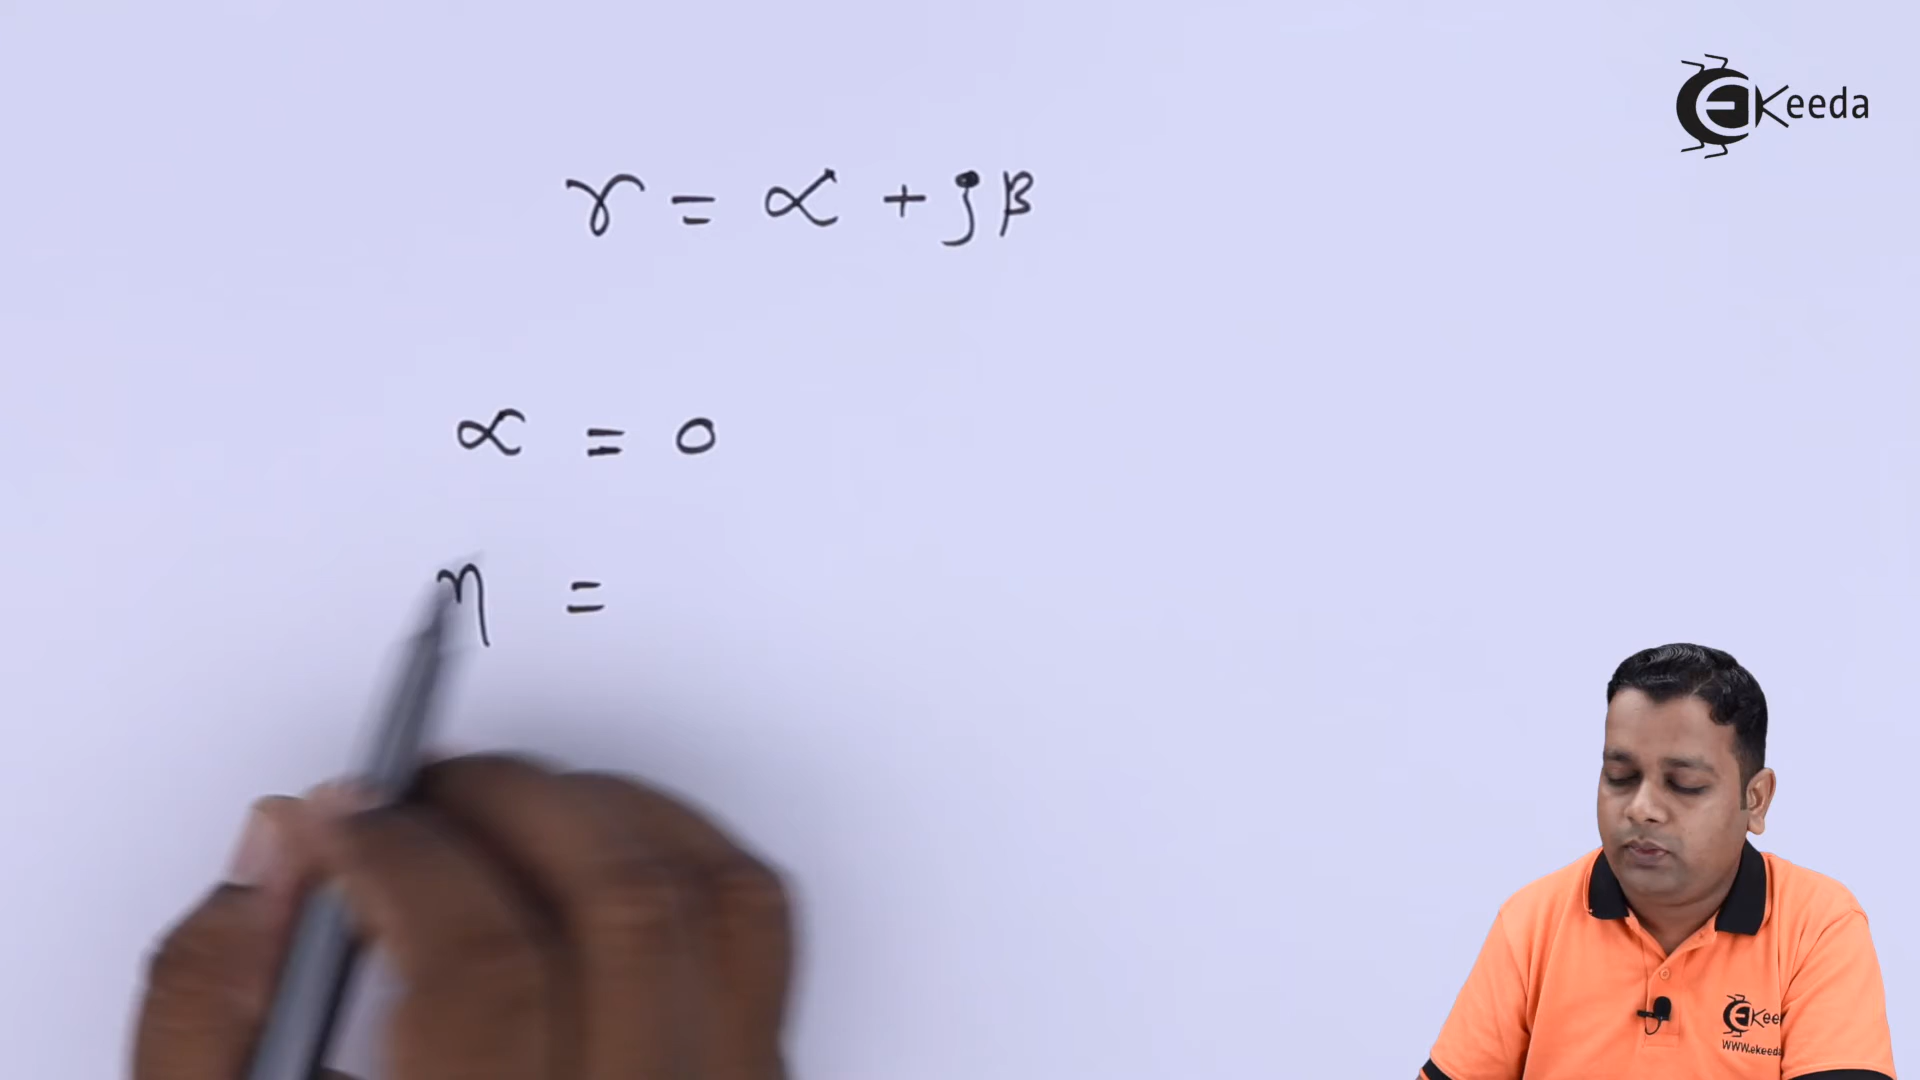 EKeeda
γ = α + jβ
α = 0
η =
EKee
www.ekeeda